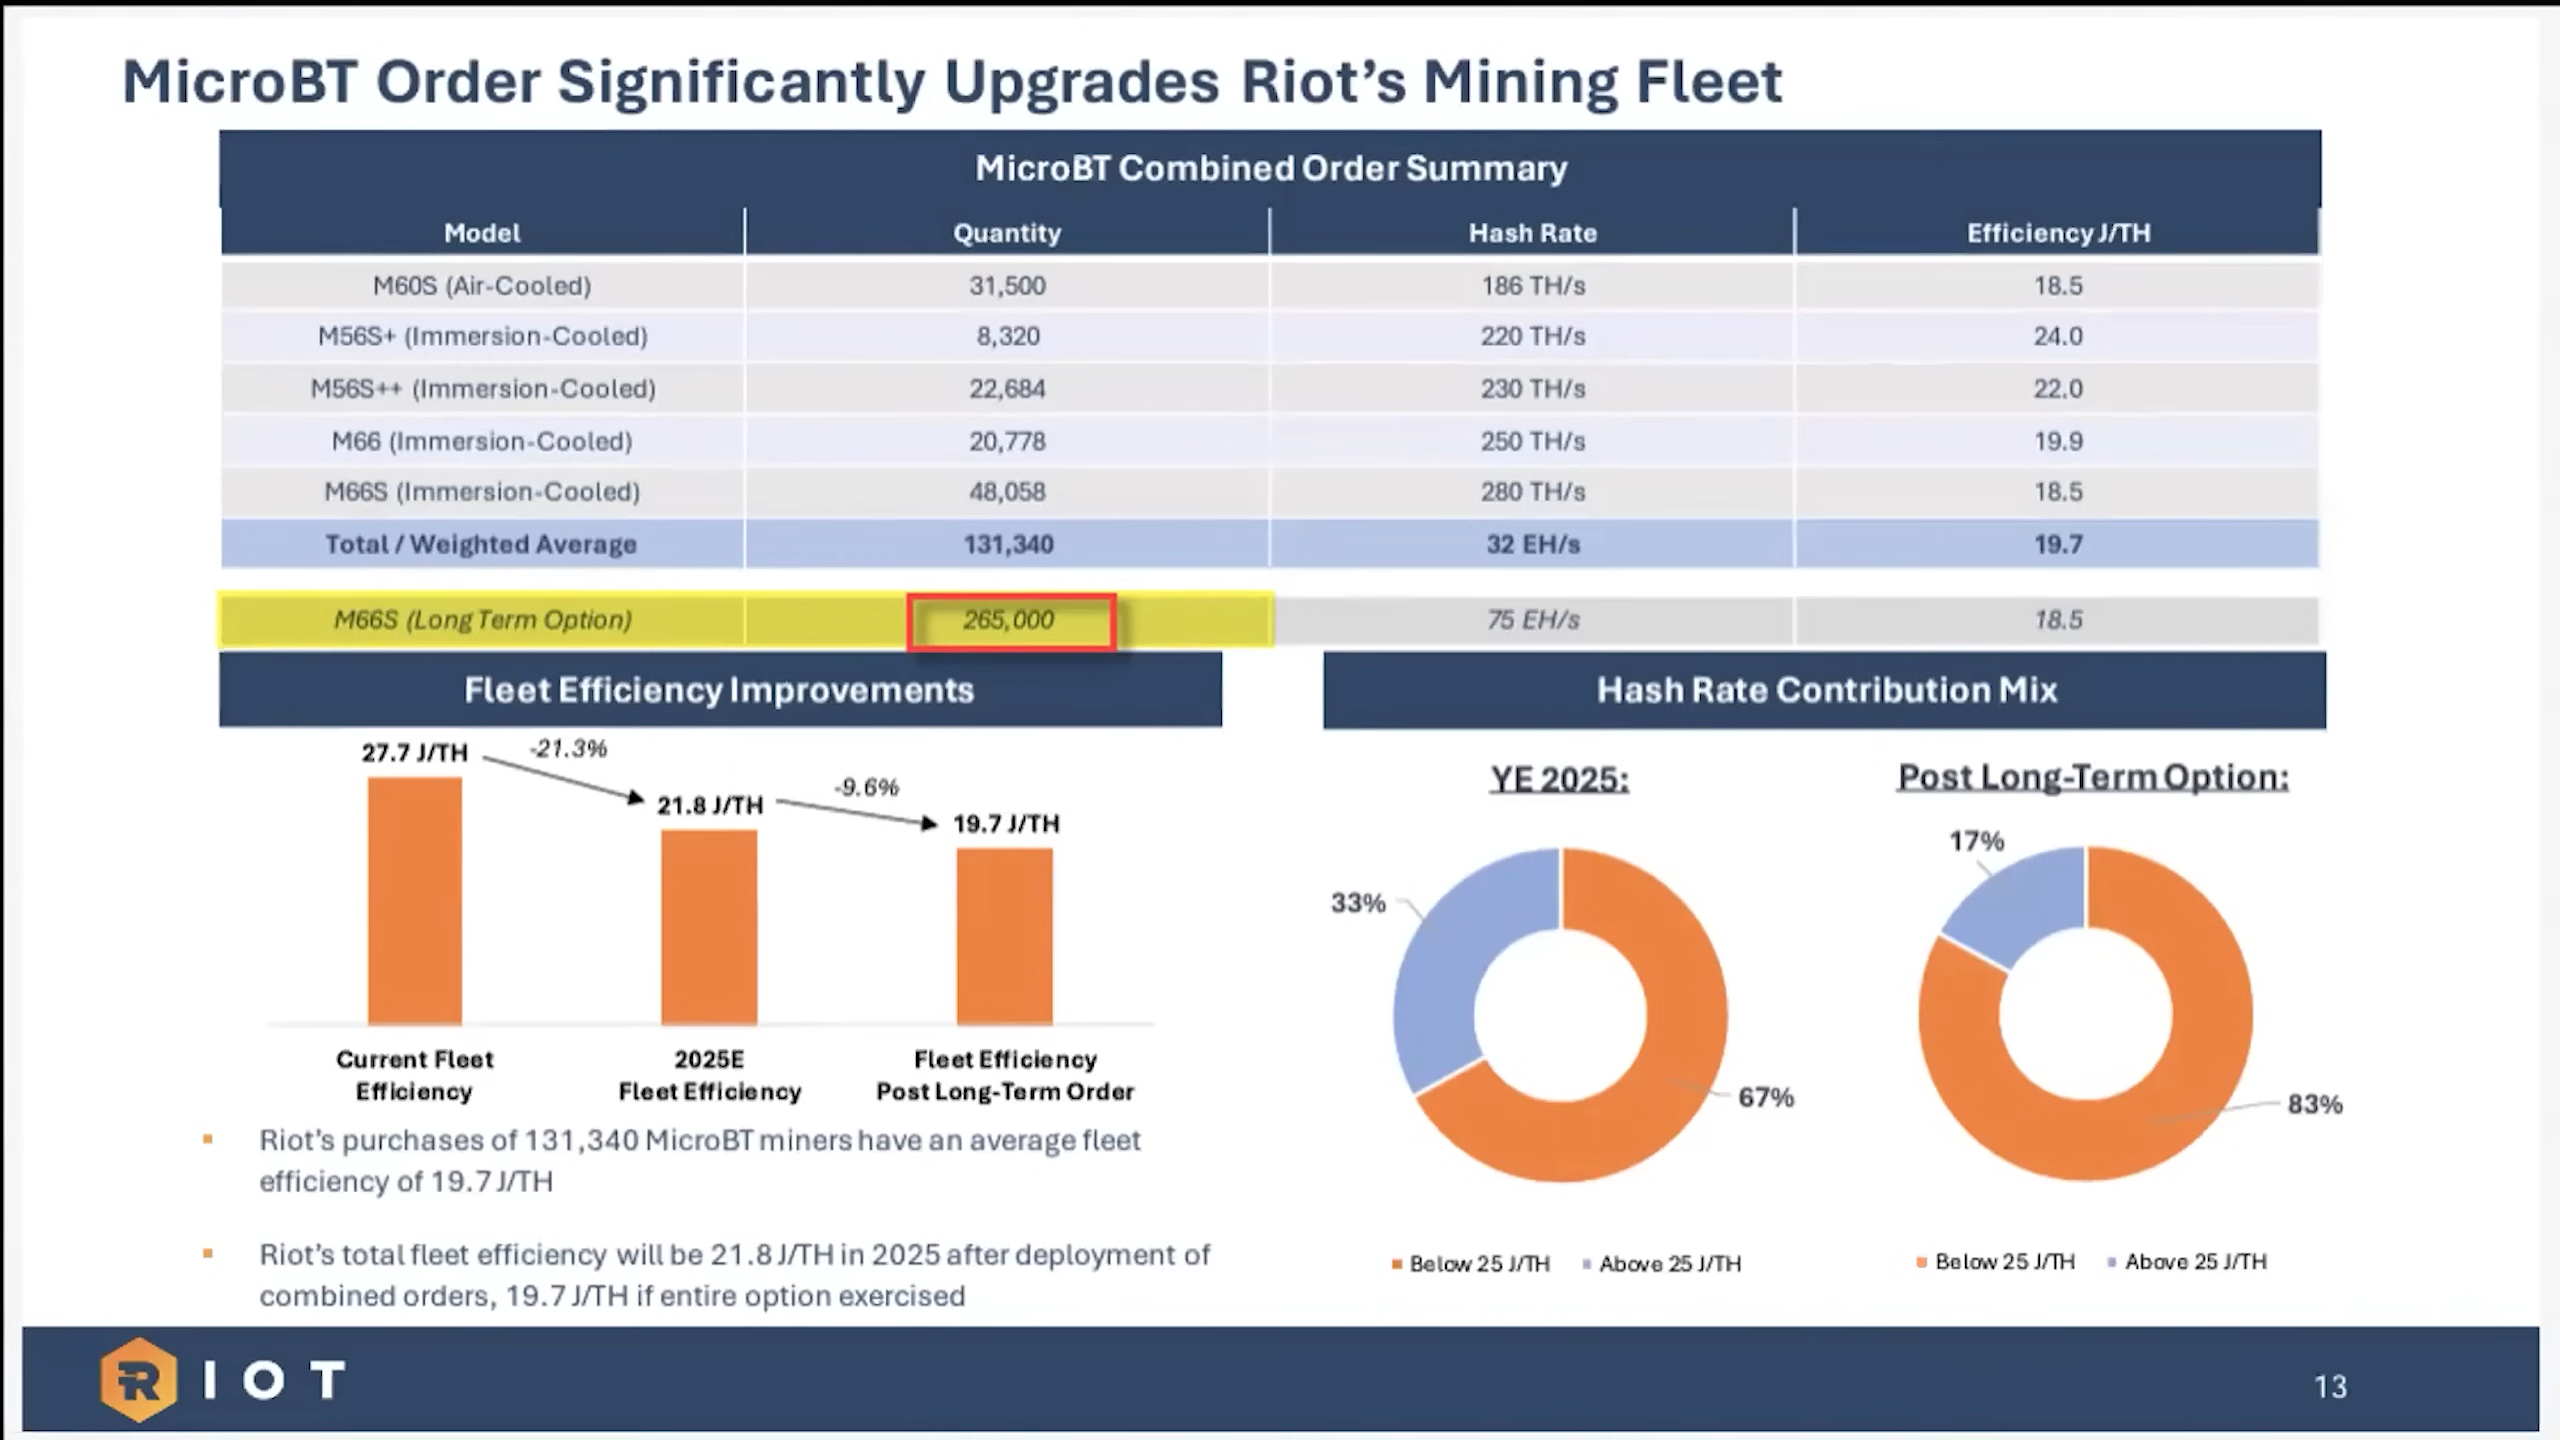 MicroBT Order Significantly Upgrades Riot's Mining Fleet
MicroBT Combined Order Summary
Model Quantity Hash Rate Efficiency J/TH
M60S (Air-Cooled) 31,500 186 TH/s 18.5
M56S+ (Immersion-Cooled) 8,320 220 TH/s 24.0
M56S++ (Immersion-Cooled) 22,684 230 TH/s 22.0
M66 (Immersion-Cooled) 20,778 250 TH/s 19.9
M66S (Immersion-Cooled) 48,058 280 TH/s 18.5
Total / Weighted Average 131,340 32 EH/s 19.7
M66S (Long Term Option) 265,000 75 EH/s 18.5
Fleet Efficiency Improvements
27.7 J/TH
-21.3%
21.8 J/TH
-9.6%
19.7 J/TH
Current Fleet
Efficiency
2025E
Fleet Efficiency
Fleet Efficiency
Post Long-Term Order
▪ Riot's purchases of 131,340 MicroBT miners have an average fleet
efficiency of 19.7 J/TH
▪ Riot's total fleet efficiency will be 21.8 J/TH in 2025 after deployment of
combined orders, 19.7 J/TH if entire option exercised
Hash Rate Contribution Mix
YE 2025:
33%
67%
Below 25 J/TH Above 25 J/TH
Post Long-Term Option:
17%
83%
Below 25 J/TH Above 25 J/TH
RIOT
13